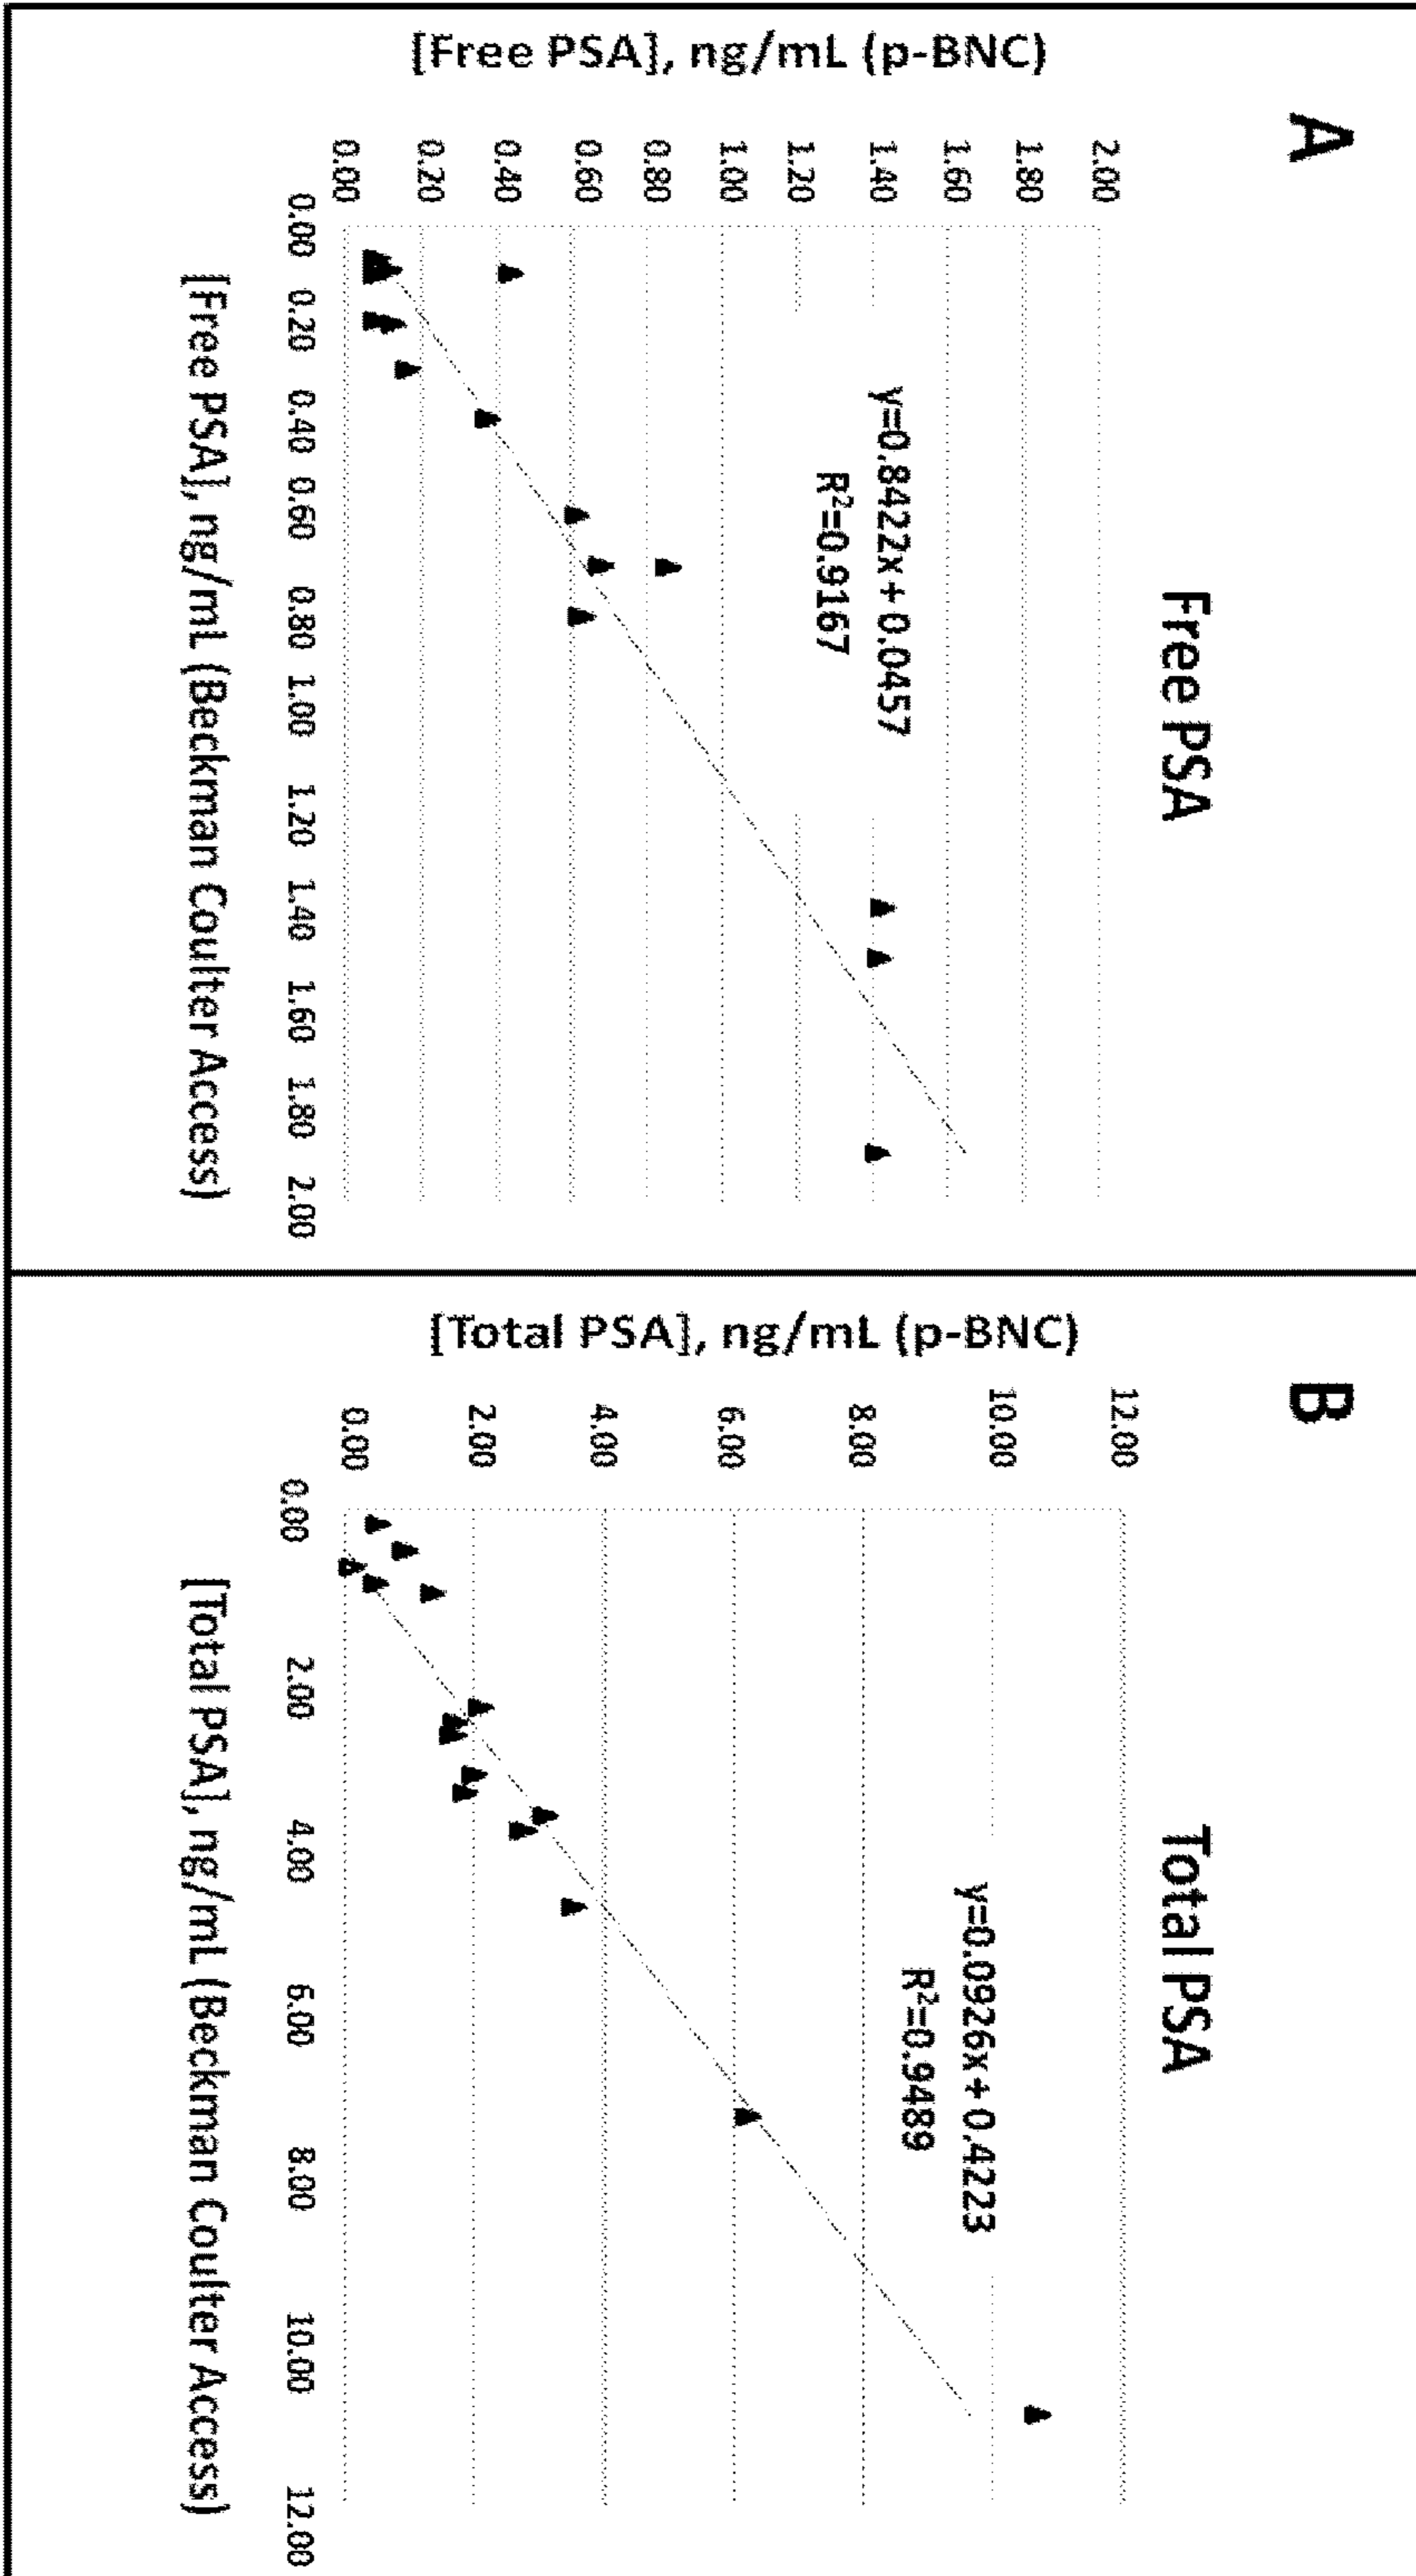 A
Free PSA
[Free PSA], ng/mL (p-BNC)
2.00
1.80
1.60
1.40
1.20
1.00
0.80
0.60
0.40
0.20
0.00
y=0.8422x + 0.0457
R²=0.9167
0.00 0.20 0.40 0.60 0.80 1.00 1.20 1.40 1.60 1.80 2.00
[Free PSA], ng/mL (Beckman Coulter Access)
B
Total PSA
[Total PSA], ng/mL (p-BNC)
12.00
10.00
8.00
6.00
4.00
2.00
0.00
y=0.0926x + 0.4223
R²=0.9489
0.00 2.00 4.00 6.00 8.00 10.00 12.00
[Total PSA], ng/mL (Beckman Coulter Access)